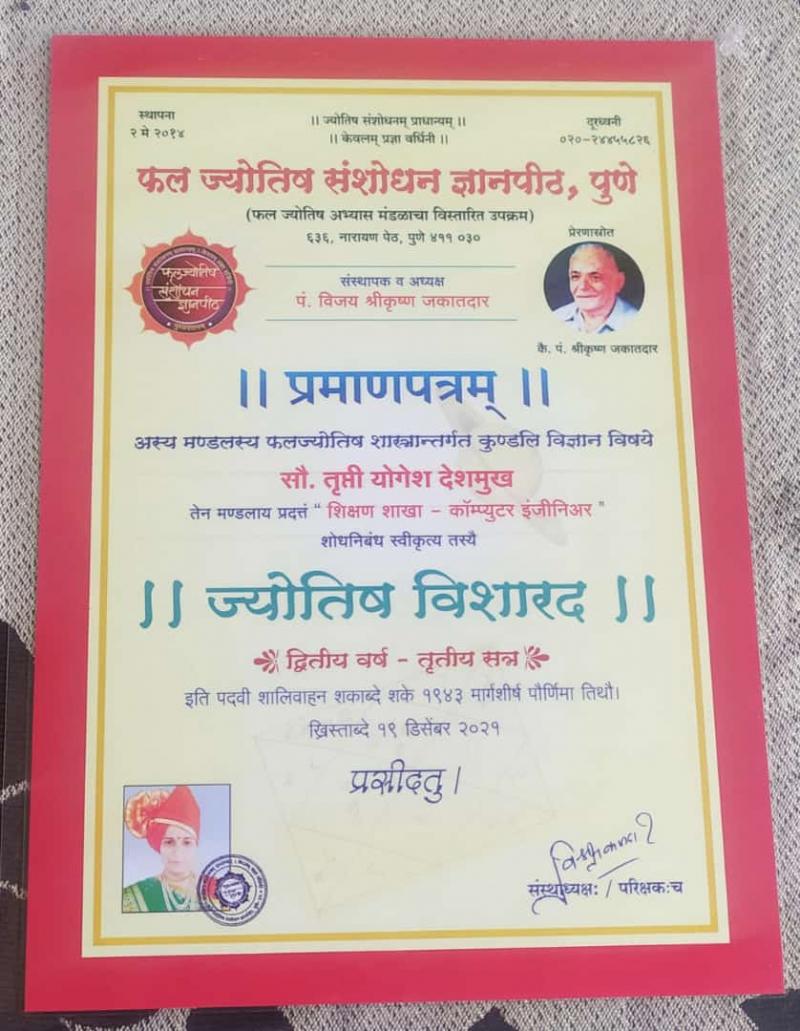 स्थापना
२ मे २०१४
|| ज्योतिष संशोधनम् प्राधान्यम् ||
|| केवलम् प्रज्ञा वर्धिनी ||
दूरध्वनी
०२०-२४४५५८२६
फल ज्योतिष संशोधन ज्ञानपीठ, पुणे
(फल ज्योतिष अभ्यास मंडळाचा विस्तारित उपक्रम)
६३६, नारायण पेठ, पुणे ४११ ०३०
फलज्योतिष
संशोधन
ज्ञानपीठ
संस्थापक व अध्यक्ष
पं. विजय श्रीकृष्ण जकातदार
प्रेरणास्रोत
कै. पं. श्रीकृष्ण जकातदार
|| प्रमाणपत्रम् ||
अस्य मण्डलस्य फलज्योतिष शास्त्रान्तर्गत कुण्डलि विज्ञान विषये
सौ. तृप्ती योगेश देशमुख
तेन मण्डलाय प्रदत्तं " शिक्षण शाखा - कॉम्प्युटर इंजीनिअर "
शोधनिबंध स्वीकृत्य तस्यै
|| ज्योतिष विशारद ||
द्वितीय वर्ष - तृतीय सत्र
इति पदवी शालिवाहन शकाब्दे शके १९४३ मार्गशीर्ष पौर्णिमा तिथौ।
ख्रिस्ताब्दे १९ डिसेंबर २०२१
प्रसीदतु।
संस्थाध्यक्षः / परिक्षकःच